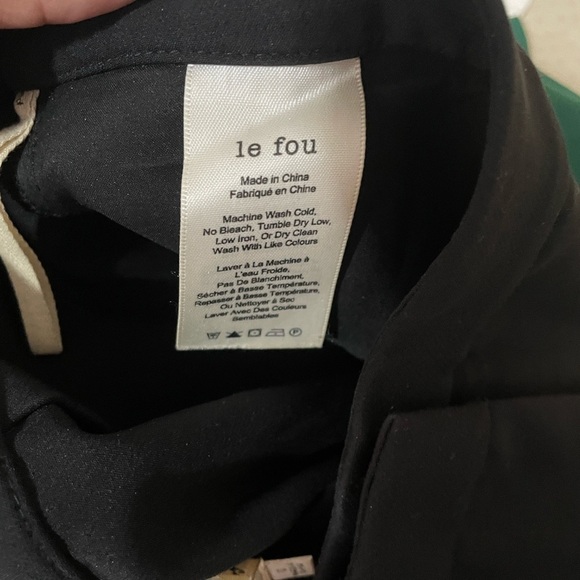 le fou
Made in China
Fabriqué en Chine
Machine Wash Cold,
No Bleach, Tumble Dry Low,
Low Iron, Or Dry Clean
Wash With Like Colours
Laver à La Machine à
L'eau Froide,
Pas De Blanchiment,
Sécher à Basse Température,
Repasser à Basse Température,
Ou Nettoyer à Sec
Laver Avec Des Couleurs
Semblables